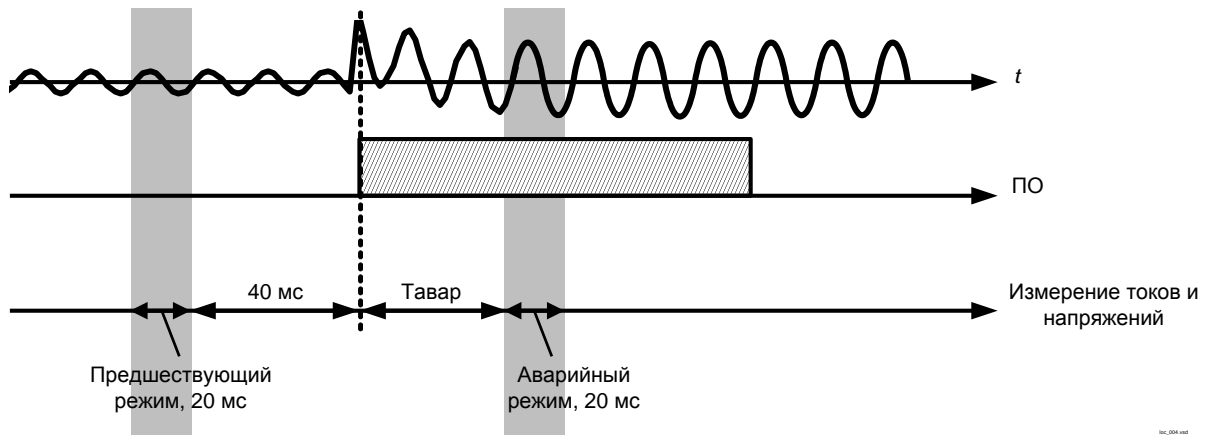 t
ПО
40 мс
Тавар
Измерение токов и
напряжений
Предшествующий
режим, 20 мс
Аварийный
режим, 20 мс
loc_004.vsd